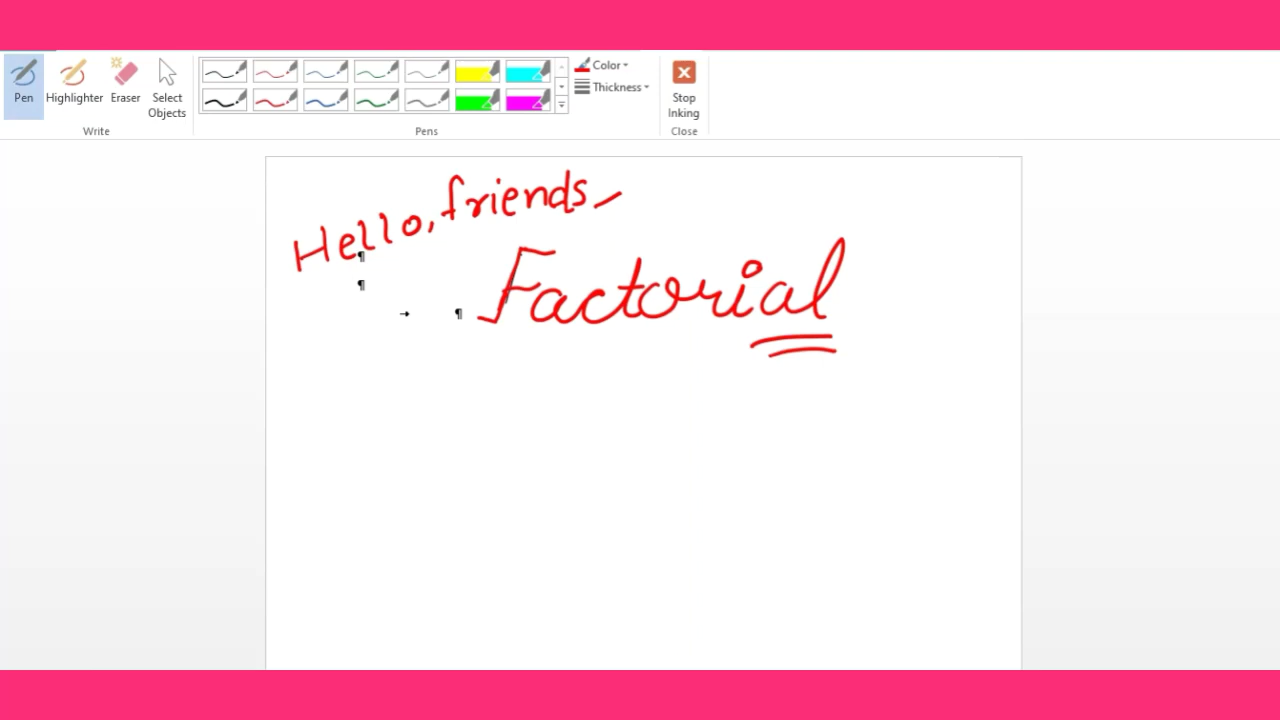 Color
Thickness
Pen
Highlighter
Eraser
Select
Objects
Stop
Inking
Write
Pens
Close
Hello, friends,
Factorial